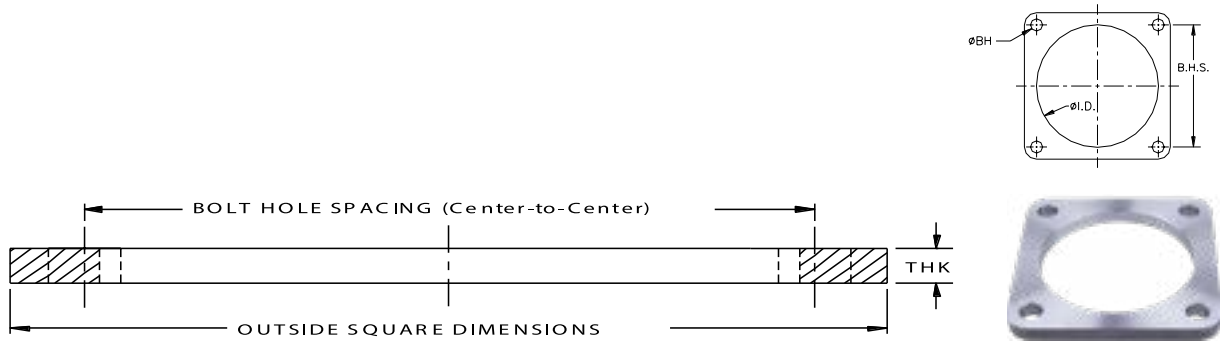 øBH
B.H.S.
øI.D.
BOLT HOLE SPACING (Center-to-Center)
THK
OUTSIDE SQUARE DIMENSIONS